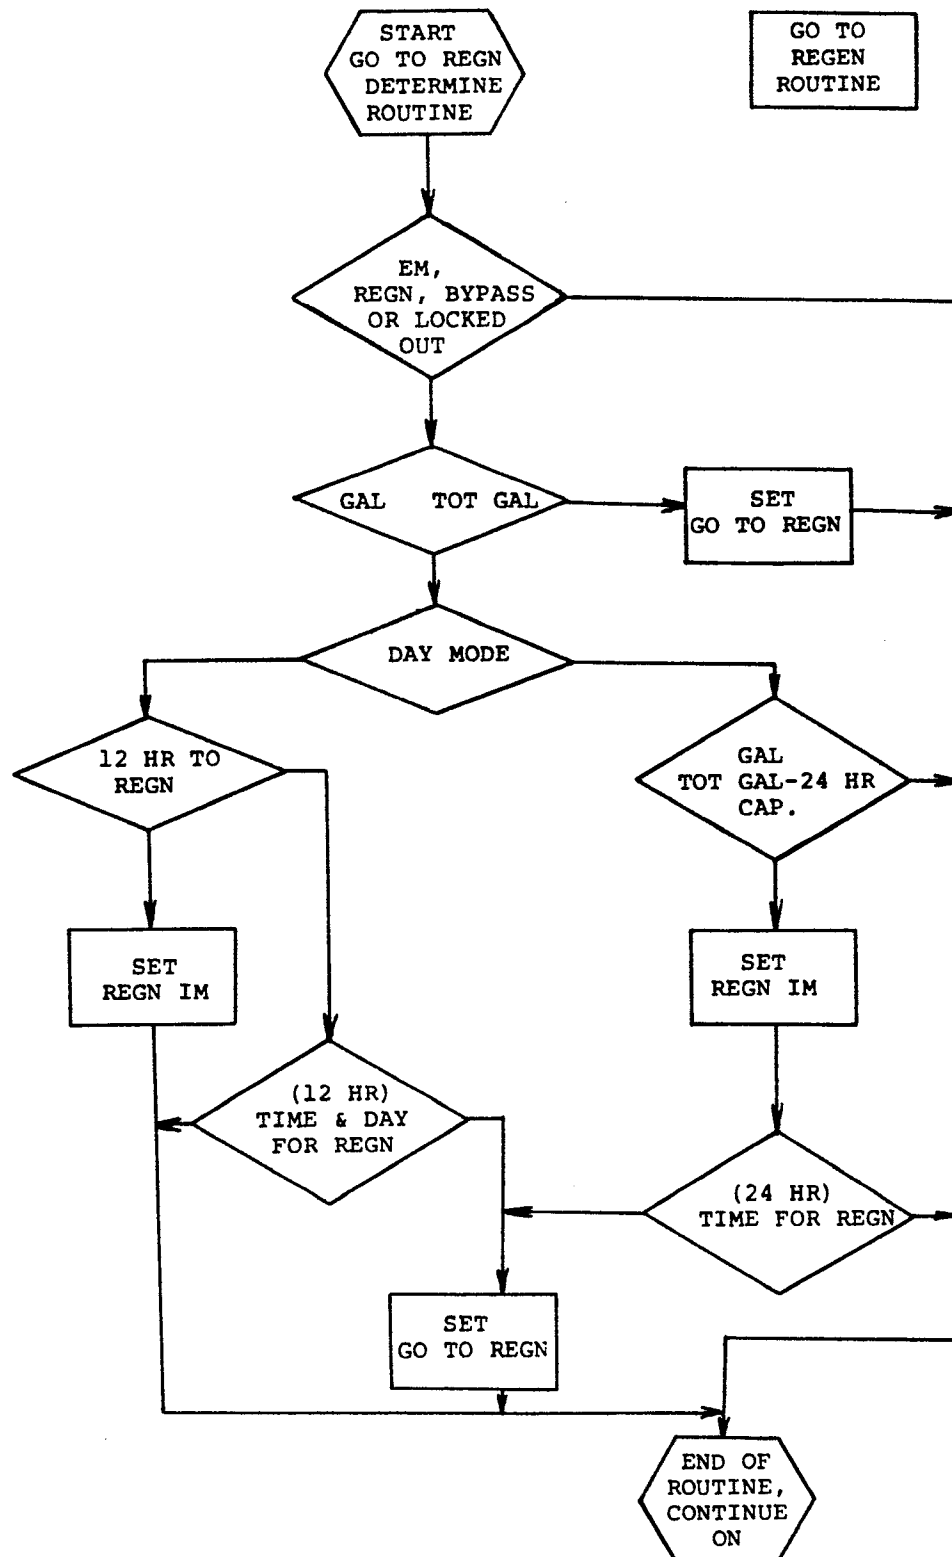 START
GO TO REGN
DETERMINE
ROUTINE
GO TO
REGEN
ROUTINE
EM,
REGN, BYPASS
OR LOCKED
OUT
GAL TOT GAL
SET
GO TO REGN
DAY MODE
12 HR TO
REGN
GAL
TOT GAL-24 HR
CAP.
SET
REGN IM
SET
REGN IM
(12 HR)
TIME & DAY
FOR REGN
(24 HR)
TIME FOR REGN
SET
GO TO REGN
END OF
ROUTINE,
CONTINUE
ON